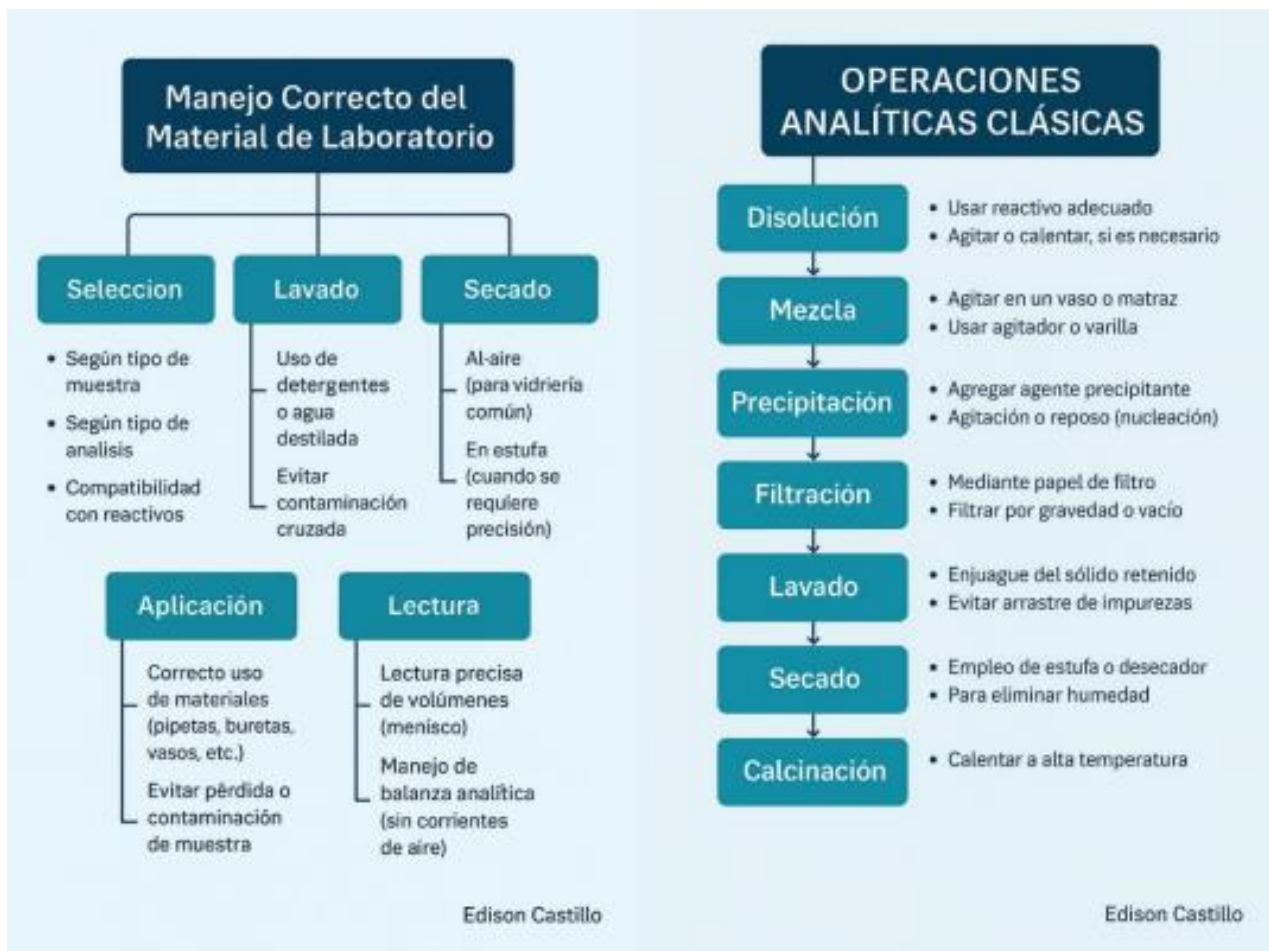 Manejo Correcto del
Material de Laboratorio
Seleccion
• Según tipo de
muestra
• Según tipo de
analisis
• Compatibilidad
con reactivos
Lavado
Uso de
detergentes
o agua
destilada
Evitar
contaminación
cruzada
Secado
Al-aire
(para vidriería
común)
En estufa
(cuando se
requiere
precisión)
Aplicación
Correcto uso
de materiales
(pipetas, buretas,
vasos, etc.)
Evitar pérdida o
contaminación
de muestra
Lectura
Lectura precisa
de volúmenes
(menisco)
Manejo de
balanza analítica
(sin corrientes
de aire)
Edison Castillo
OPERACIONES
ANALÍTICAS CLÁSICAS
Disolución
• Usar reactivo adecuado
• Agitar o calentar, si es necesario
Mezcla
• Agitar en un vaso o matraz
• Usar agitador o varilla
Precipitación
• Agregar agente precipitante
• Agitación o reposo (nucleación)
Filtración
• Mediante papel de filtro
• Filtrar por gravedad o vacío
Lavado
• Enjuague del sólido retenido
• Evitar arrastre de impurezas
Secado
• Empleo de estufa o desecador
• Para eliminar humedad
Calcinación
• Calentar a alta temperatura
Edison Castillo